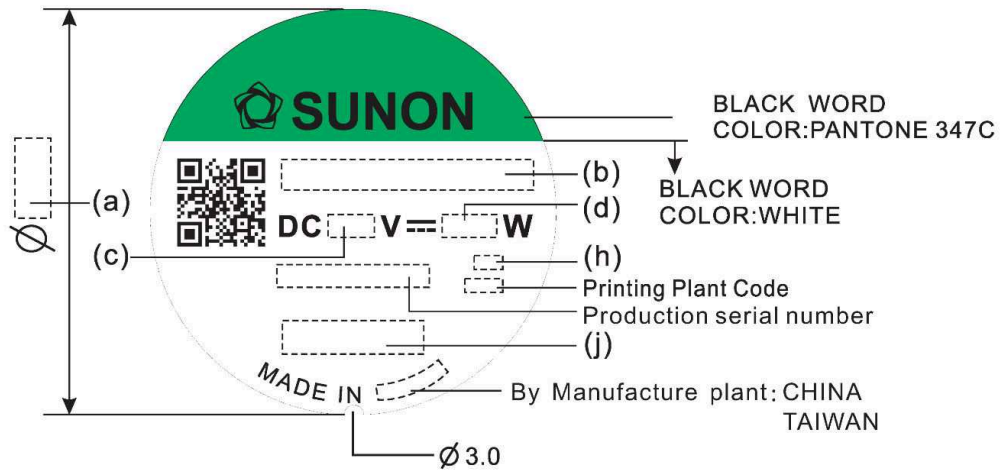 SUNON
BLACK WORD
COLOR:PANTONE 347C
(a)
(b)
BLACK WORD
COLOR:WHITE
(d)
DC V W
Ø
(c)
(h)
Printing Plant Code
Production serial number
(j)
MADE IN
By Manufacture plant: CHINA
TAIWAN
Ø 3.0